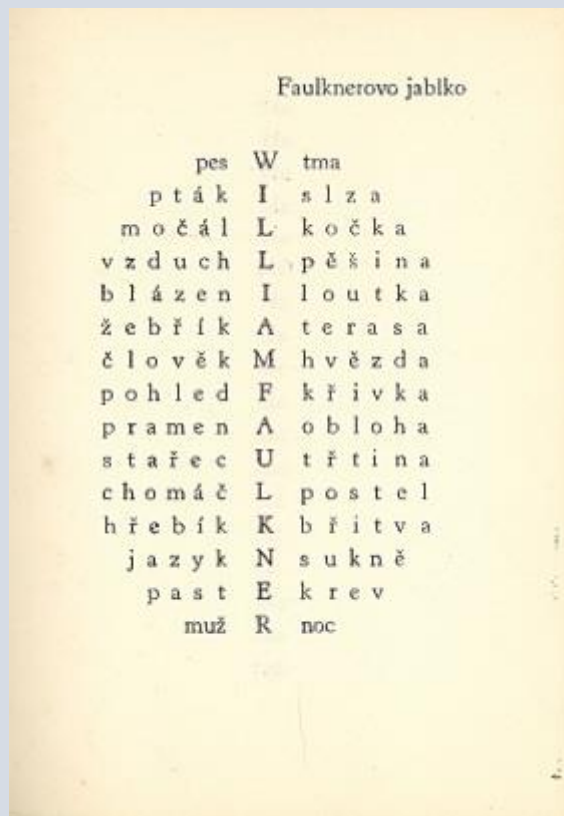 Faulknerovo jablko
pes W tma
pták I slza
močál L kočka
vzduch L pěšina
blázen I loutka
žebřík A terasa
člověk M hvězda
pohled F křivka
pramen A obloha
stařec U třtina
chomáč L postel
hřebík K břitva
jazyk N sukně
past E krev
muž R noc